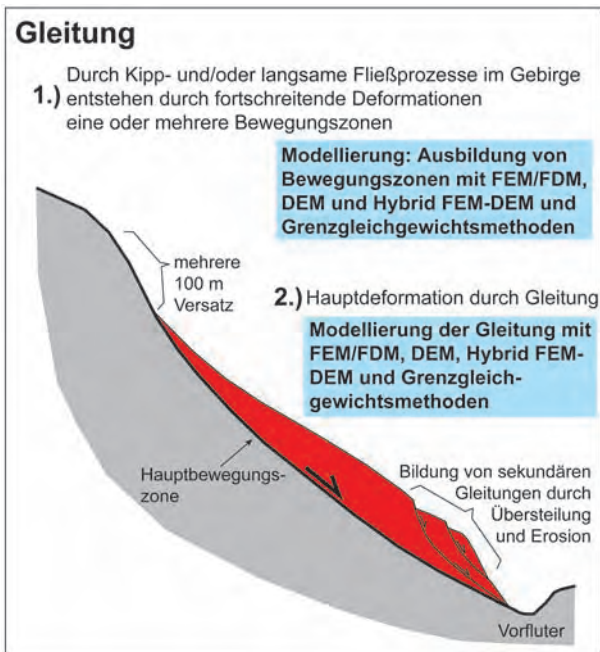 Gleitung
Durch Kipp- und/oder langsame Fließprozesse im Gebirge
1.) entstehen durch fortschreitende Deformationen
eine oder mehrere Bewegungszonen
Modellierung: Ausbildung von
Bewegungszonen mit FEM/FDM,
DEM und Hybrid FEM-DEM und
Grenzgleichgewichtsmethoden
mehrere
100 m
Versatz
2.) Hauptdeformation durch Gleitung
Modellierung der Gleitung mit
FEM/FDM, DEM, Hybrid FEM-
DEM und Grenzgleich-
gewichtsmethoden
Hauptbewegungs-
zone
Bildung von sekundären
Gleitungen durch
Übersteilung
und Erosion
Vorfluter